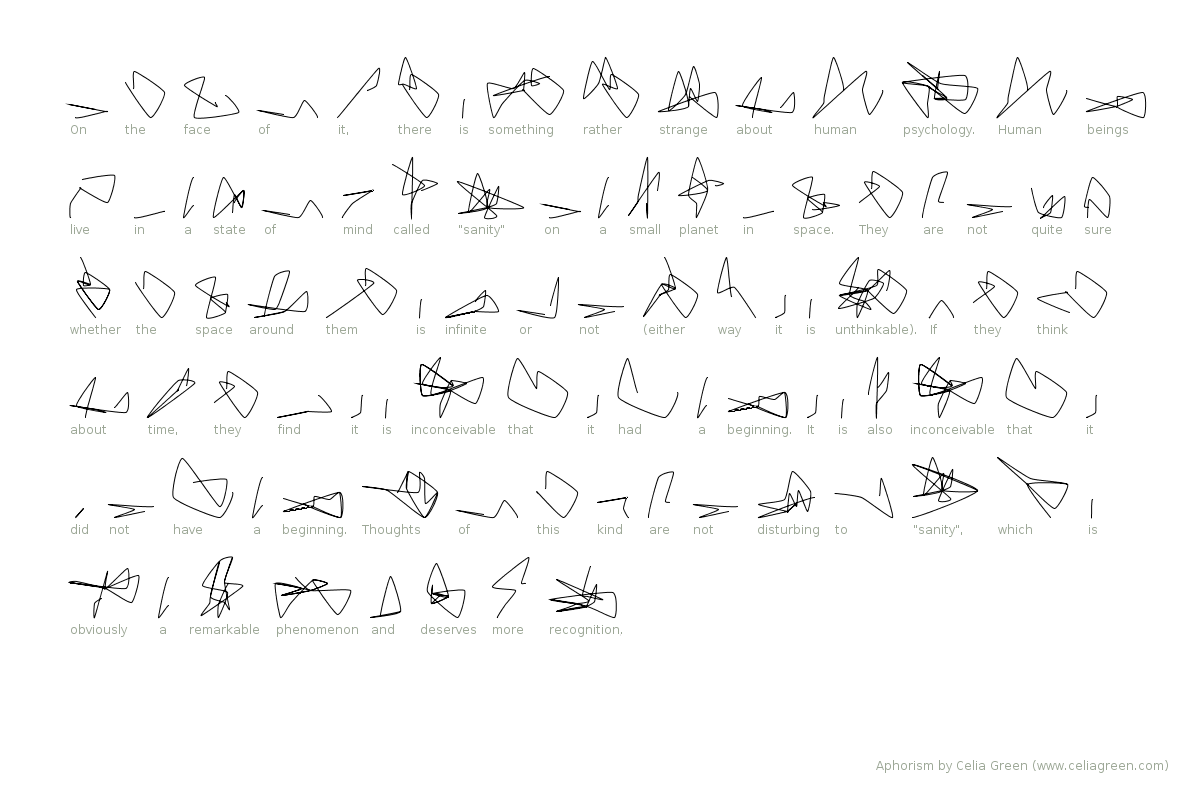 On the face of it, there is something rather strange about human psychology. Human beings
live in a state of mind called "sanity" on a small planet in space. They are not quite sure
whether the space around them is infinite or not (either way it is unthinkable). If they think
about time, they find it is inconceivable that it had a beginning. It is also inconceivable that it
did not have a beginning. Thoughts of this kind are not disturbing to "sanity", which is
obviously a remarkable phenomenon and deserves more recognition.
Aphorism by Celia Green (www.celiagreen.com)